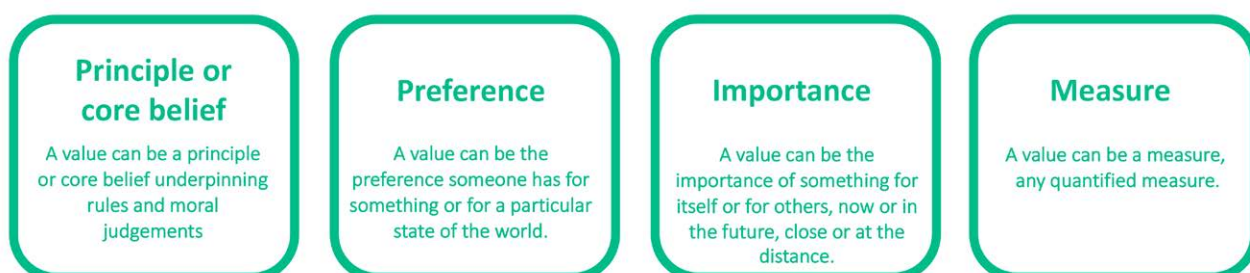 Principle or
core belief
A value can be a principle
or core belief underpinning
rules and moral
judgements
Preference
A value can be the
preference someone has for
something or for a particular
state of the world.
Importance
A value can be the
importance of something for
itself or for others, now or in
the future, close or at the
distance.
Measure
A value can be a measure,
any quantified measure.